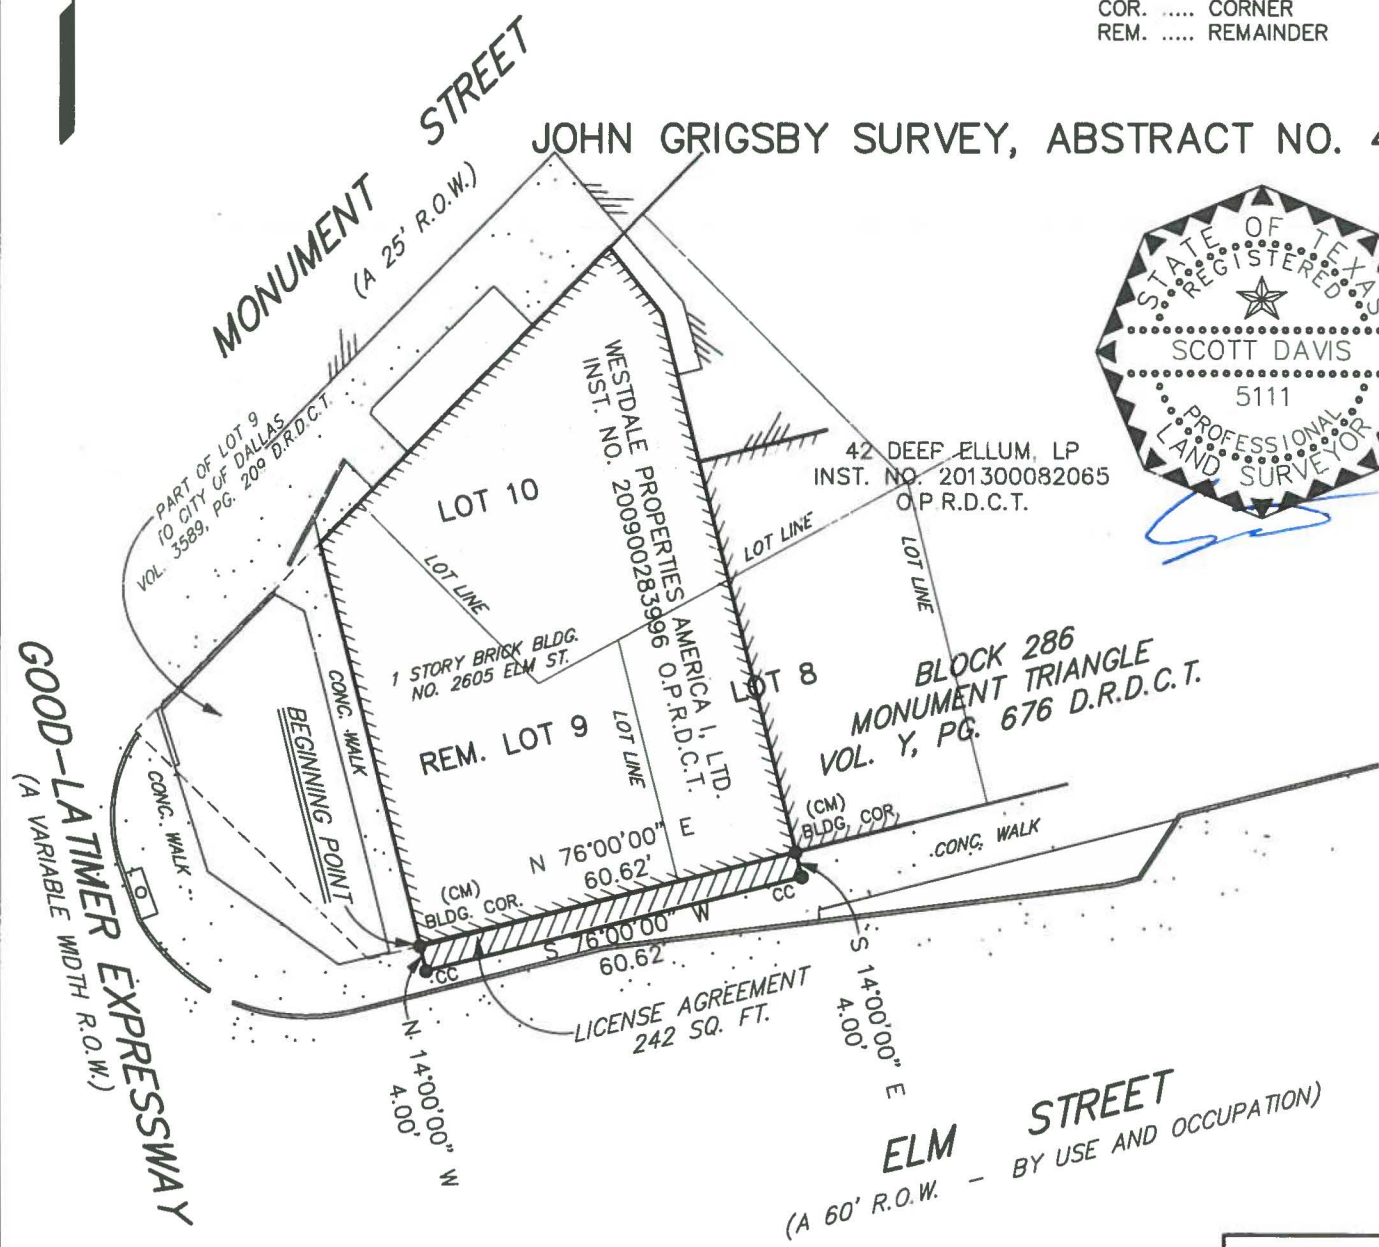 COR. ..... CORNER
REM. ..... REMAINDER
MONUMENT STREET
(A 25' R.O.W.)
JOHN GRIGSBY SURVEY, ABSTRACT NO.
STATE OF TEXAS
REGISTERED
SCOTT DAVIS
5111
PROFESSIONAL
LAND SURVEYOR
PART OF LOT 9
TO CITY OF DALLAS
VOL. 3589, PG. 209 D.R.D.C.T.
LOT 10
WESTDALE PROPERTIES AMERICA I, LTD.
INST. NO. 200900283996 O.P.R.D.C.T.
42 DEEP ELLUM, LP
INST. NO. 201300082065
O.P.R.D.C.T.
LOT LINE
LOT LINE
LOT LINE
1 STORY BRICK BLDG.
NO. 2605 ELM ST.
LOT 8
BLOCK 286
MONUMENT TRIANGLE
VOL. Y, PG. 676 D.R.D.C.T.
CONC. WALK
REM. LOT 9
LOT LINE
BEGINNING POINT
CONC. WALK
GOOD-LATIMER EXPRESSWAY
(A VARIABLE WIDTH R.O.W.)
(CM)
BLDG. COR.
CONC. WALK
N 76°00'00" E
60.62'
(CM)
BLDG. COR.
CC
S 76°00'00" W
60.62'
CC
LICENSE AGREEMENT
242 SQ. FT.
N 14°00'00" W
4.00'
S 14°00'00" E
4.00'
ELM STREET
(A 60' R.O.W. - BY USE AND OCCUPATION)